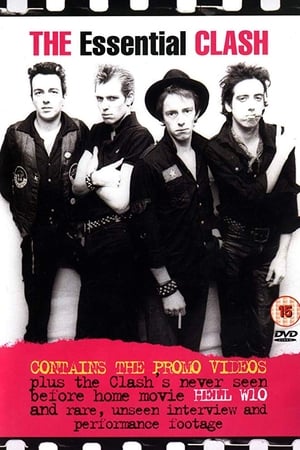 THE Essential CLASH
15
DVD
VIDEO
CONTAINS THE PROMO VIDEOS
plus the Clash's never seen
before home movie HELL W10
and rare, unseen interview and
performance footage